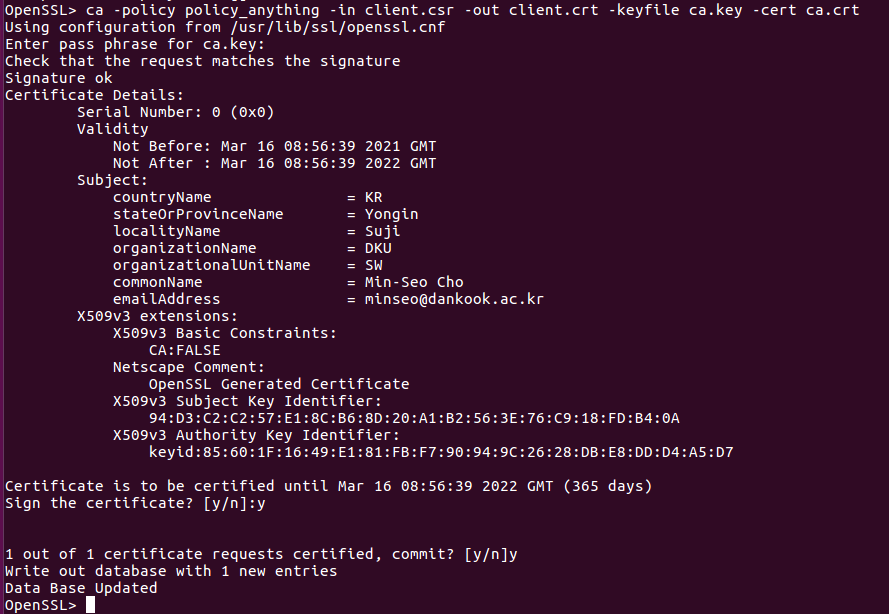 OpenSSL> ca -policy policy_anything -in client.csr -out client.crt -keyfile ca.key -cert ca.crt
Using configuration from /usr/lib/ssl/openssl.cnf
Enter pass phrase for ca.key:
Check that the request matches the signature
Signature ok
Certificate Details:
        Serial Number: 0 (0x0)
        Validity
            Not Before: Mar 16 08:56:39 2021 GMT
            Not After : Mar 16 08:56:39 2022 GMT
        Subject:
            countryName               = KR
            stateOrProvinceName       = Yongin
            localityName              = Suji
            organizationName          = DKU
            organizationalUnitName    = SW
            commonName                = Min-Seo Cho
            emailAddress              = minseo@dankook.ac.kr
        X509v3 extensions:
            X509v3 Basic Constraints:
                CA:FALSE
            Netscape Comment:
                OpenSSL Generated Certificate
            X509v3 Subject Key Identifier:
                94:D3:C2:C2:57:E1:8C:B6:8D:20:A1:B2:56:3E:76:C9:18:FD:B4:0A
            X509v3 Authority Key Identifier:
                keyid:85:60:1F:16:49:E1:81:FB:F7:90:94:9C:26:28:DB:E8:DD:D4:A5:D7

Certificate is to be certified until Mar 16 08:56:39 2022 GMT (365 days)
Sign the certificate? [y/n]:y

1 out of 1 certificate requests certified, commit? [y/n]y
Write out database with 1 new entries
Data Base Updated
OpenSSL>